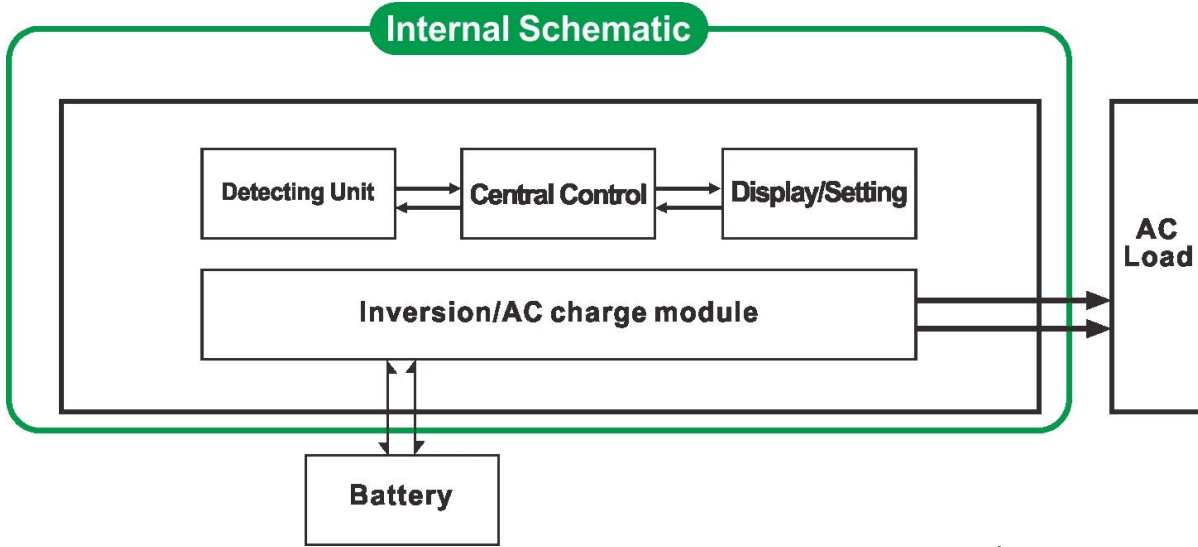 Internal Schematic
Detecting Unit
Central Control
Display/Setting
AC
Load
Inversion/AC charge module
Battery